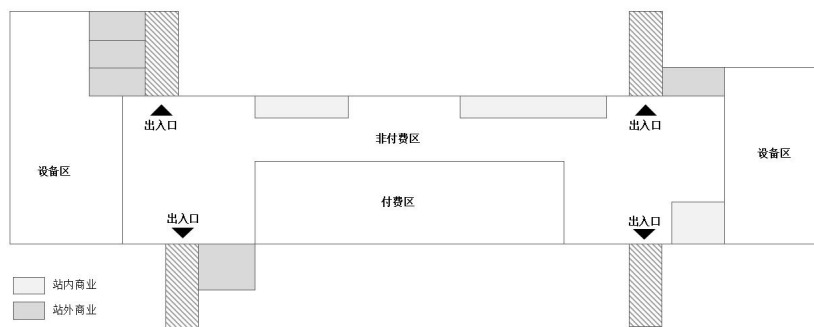 出入口
出入口
非付费区
设备区
设备区
付费区
出入口
出入口
站内商业
站外商业